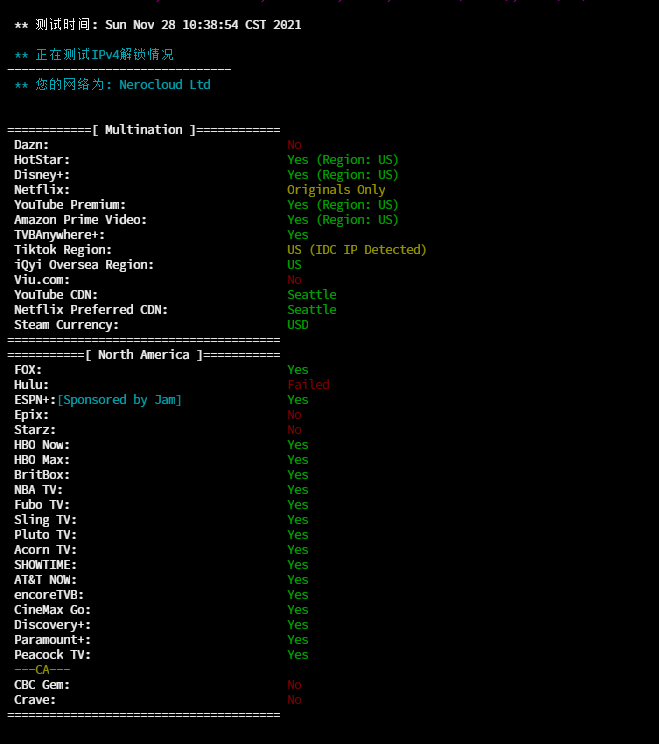 ** 测试时间: Sun Nov 28 10:38:54 CST 2021
** 正在测试IPv4解锁情况
--------------------------------
** 您的网络为: Nerocloud Ltd
============[ Multination ]============
Dazn: No
HotStar: Yes (Region: US)
Disney+: Yes (Region: US)
Netflix: Originals Only
YouTube Premium: Yes (Region: US)
Amazon Prime Video: Yes (Region: US)
TVBAnywhere+: Yes
Tiktok Region: US (IDC IP Detected)
iQyi Oversea Region: US
Viu.com: No
YouTube CDN: Seattle
Netflix Preferred CDN: Seattle
Steam Currency: USD
=======================================
===========[ North America ]===========
FOX: Yes
Hulu: Failed
ESPN+:[Sponsored by Jam] Yes
Epix: No
Starz: No
HBO Now: Yes
HBO Max: Yes
BritBox: Yes
NBA TV: Yes
Fubo TV: Yes
Sling TV: Yes
Pluto TV: Yes
Acorn TV: Yes
SHOWTIME: Yes
AT&T NOW: Yes
encoreTVB: Yes
CineMax Go: Yes
Discovery+: Yes
Paramount+: Yes
Peacock TV: Yes
---CA---
CBC Gem: No
Crave: No
=======================================